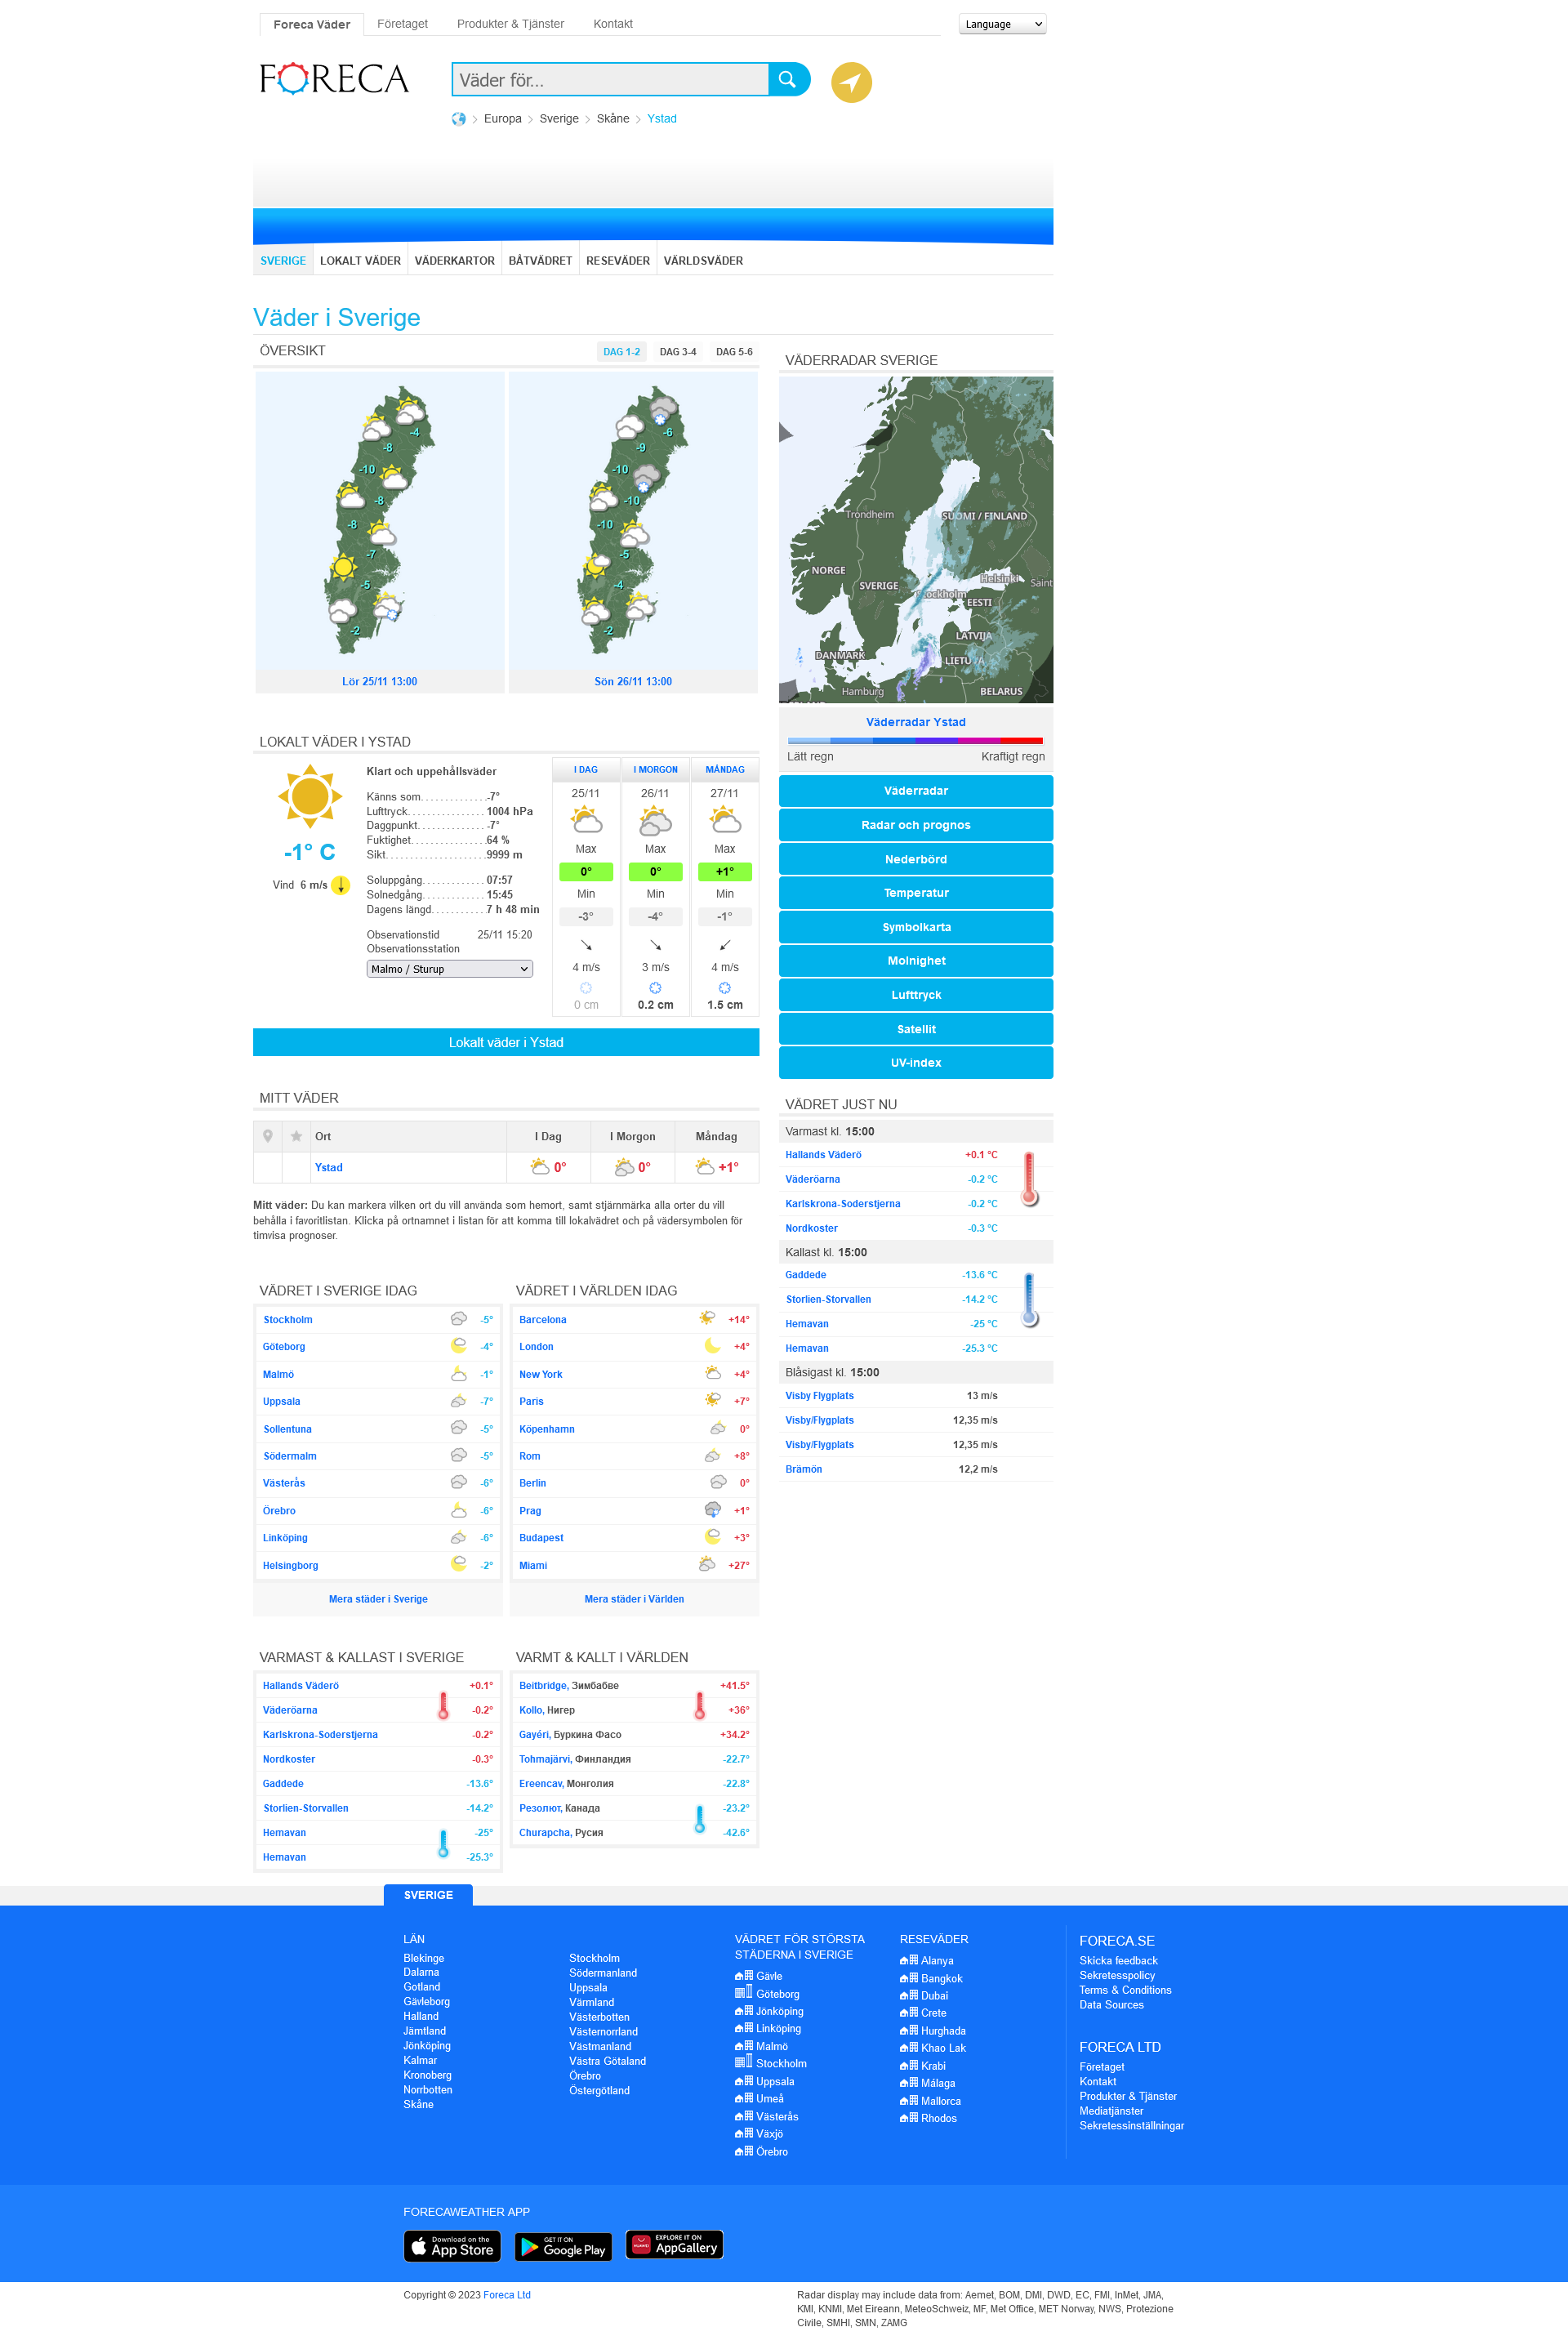 Foreca Väder
Företaget
Produkter & Tjänster
Kontakt
Language
FORECA
Väder för...
Europa
Sverige
Skåne
Ystad
SVERIGE
LOKALT VÄDER
VÄDERKARTOR
BÅTVÄDRET
RESEVÄDER
VÄRLDSVÄDER
Väder i Sverige
ÖVERSIKT
DAG 1-2
DAG 3-4
DAG 5-6
-4
-8
-10
-8
-8
-7
-5
-2
Lör 25/11 13:00
-6
-9
-10
-10
-10
-5
-4
-2
Sön 26/11 13:00
VÄDERRADAR SVERIGE
Trondheim
SUOMI / FINLAND
NORGE
SVERIGE
Helsinki
Saint
EESTI
LATVIJA
DANMARK
Hamburg
BELARUS
Väderradar Ystad
Lätt regn
Kraftigt regn
Väderradar
Radar och prognos
Nederbörd
Temperatur
Symbolkarta
Molnighet
Lufttryck
Satellit
UV-index
LOKALT VÄDER I YSTAD
-1° C
Vind 6 m/s
Klart och uppehållsväder
Känns som. . . . . . . . . . . . .-7°
Lufttryck. . . . . . . . . . . . . . . 1004 hPa
Daggpunkt. . . . . . . . . . . . . -7°
Fuktighet. . . . . . . . . . . . . . .64 %
Sikt. . . . . . . . . . . . . . . . . . .9999 m
Soluppgång. . . . . . . . . . . . 07:57
Solnedgång. . . . . . . . . . . . 15:45
Dagens längd. . . . . . . . . . .7 h 48 min
Observationstid 25/11 15:20
Observationsstation
Malmo / Sturup
I DAG
I MORGON
MÅNDAG
25/11
26/11
27/11
Max
Max
Max
0°
0°
+1°
Min
Min
Min
-3°
-4°
-1°
4 m/s
3 m/s
4 m/s
0 cm
0.2 cm
1.5 cm
Lokalt väder i Ystad
MITT VÄDER
Ort
I Dag
I Morgon
Måndag
Ystad
0°
0°
+1°
Mitt väder: Du kan markera vilken ort du vill använda som hemort, samt stjärnmärka alla orter du vill
behålla i favoritlistan. Klicka på ortnamnet i listan för att komma till lokalvädret och på vädersymbolen för
timvisa prognoser.
VÄDRET JUST NU
Varmast kl. 15:00
Hallands Väderö +0.1 °C
Väderöarna -0.2 °C
Karlskrona-Soderstjerna -0.2 °C
Nordkoster -0.3 °C
Kallast kl. 15:00
Gaddede -13.6 °C
Storlien-Storvallen -14.2 °C
Hemavan -25 °C
Hemavan -25.3 °C
Blåsigast kl. 15:00
Visby Flygplats 13 m/s
Visby/Flygplats 12,35 m/s
Visby/Flygplats 12,35 m/s
Brämön 12,2 m/s
VÄDRET I SVERIGE IDAG
Stockholm -5°
Göteborg -4°
Malmö -1°
Uppsala -7°
Sollentuna -5°
Södermalm -5°
Västerås -6°
Örebro -6°
Linköping -6°
Helsingborg -2°
Mera städer i Sverige
VÄDRET I VÄRLDEN IDAG
Barcelona +14°
London +4°
New York +4°
Paris +7°
Köpenhamn 0°
Rom +8°
Berlin 0°
Prag +1°
Budapest +3°
Miami +27°
Mera städer i Världen
VARMAST & KALLAST I SVERIGE
Hallands Väderö +0.1°
Väderöarna -0.2°
Karlskrona-Soderstjerna -0.2°
Nordkoster -0.3°
Gaddede -13.6°
Storlien-Storvallen -14.2°
Hemavan -25°
Hemavan -25.3°
VARMT & KALLT I VÄRLDEN
Beitbridge, Зимбабве +41.5°
Kollo, Нигер +36°
Gayéri, Буркина Фасо +34.2°
Tohmajärvi, Финландия -22.7°
Ereencav, Монголия -22.8°
Резолют, Канада -23.2°
Churapcha, Русия -42.6°
SVERIGE
LÄN
Blekinge
Dalarna
Gotland
Gävleborg
Halland
Jämtland
Jönköping
Kalmar
Kronoberg
Norrbotten
Skåne
Stockholm
Södermanland
Uppsala
Värmland
Västerbotten
Västernorrland
Västmanland
Västra Götaland
Örebro
Östergötland
VÄDRET FÖR STÖRSTA
STÄDERNA I SVERIGE
Gävle
Göteborg
Jönköping
Linköping
Malmö
Stockholm
Uppsala
Umeå
Västerås
Växjö
Örebro
RESEVÄDER
Alanya
Bangkok
Dubai
Crete
Hurghada
Khao Lak
Krabi
Málaga
Mallorca
Rhodos
FORECA.SE
Skicka feedback
Sekretesspolicy
Terms & Conditions
Data Sources
FORECA LTD
Företaget
Kontakt
Produkter & Tjänster
Mediatjänster
Sekretessinställningar
FORECAWEATHER APP
Download on the
App Store
GET IT ON
Google Play
EXPLORE IT ON
AppGallery
Copyright © 2023 Foreca Ltd
Radar display may include data from: Aemet, BOM, DMI, DWD, EC, FMI, InMet, JMA,
KMI, KNMI, Met Eireann, MeteoSchweiz, MF, Met Office, MET Norway, NWS, Protezione
Civile, SMHI, SMN, ZAMG